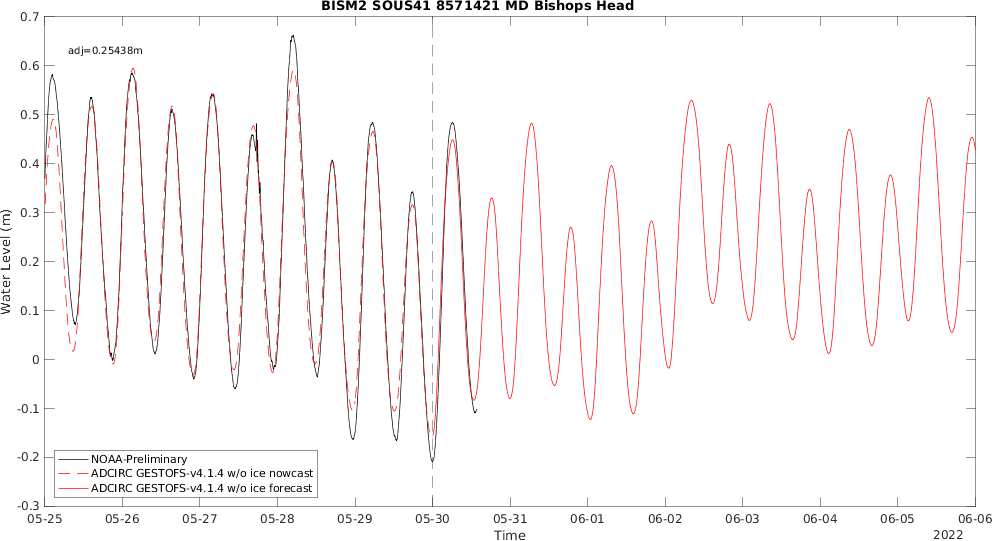 BISM2 SOUS41 8571421 MD Bishops Head
adj=0.25438m
Water Level (m)
0.7
0.6
0.5
0.4
0.3
0.2
0.1
0
-0.1
-0.2
-0.3
NOAA-Preliminary
ADCIRC GESTOFS-v4.1.4 w/o ice nowcast
ADCIRC GESTOFS-v4.1.4 w/o ice forecast
05-25 05-26 05-27 05-28 05-29 05-30 05-31 06-01 06-02 06-03 06-04 06-05 06-06
Time
2022